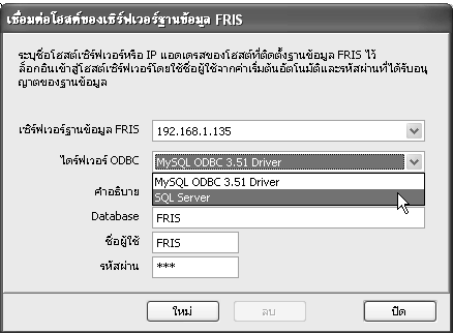 เชื่อมต่อโฮสต์ของเซิร์ฟเวอร์ฐานข้อมูล FRIS
ระบุชื่อโฮสต์เซิร์ฟเวอร์หรือ IP แอดเดรสของโฮสต์ที่ติดตั้งฐานข้อมูล FRIS ไว้
ล็อกอินเข้าสู่โฮสต์เซิร์ฟเวอร์โดยใช้ชื่อผู้ใช้จากค่าเริ่มต้นอัตโนมัติและรหัสผ่านที่ได้รับอนุ
ญาตของฐานข้อมูล
เซิร์ฟเวอร์ฐานข้อมูล FRIS 192.168.1.135
ไดร์ฟเวอร์ ODBC MySQL ODBC 3.51 Driver
MySQL ODBC 3.51 Driver
คำอธิบาย SQL Server
Database FRIS
ชื่อผู้ใช้ FRIS
รหัสผ่าน ***
ใหม่ ลบ ปิด